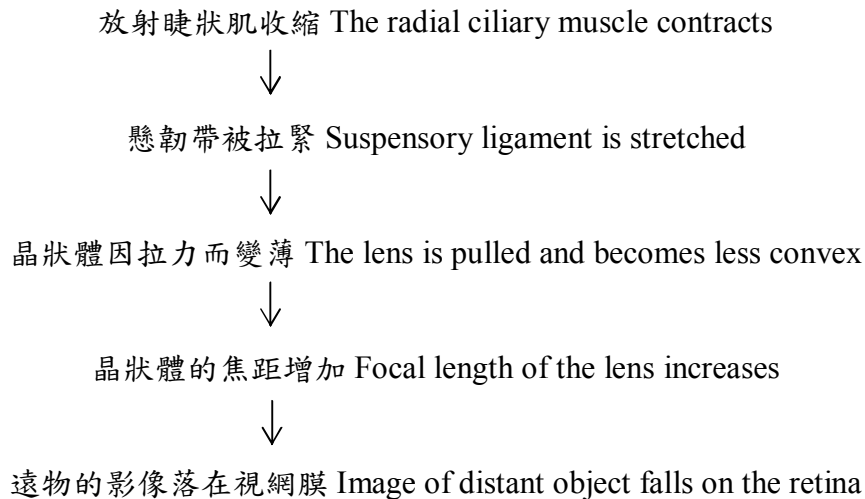 放射睫狀肌收縮 The radial ciliary muscle contracts
懸韌帶被拉緊 Suspensory ligament is stretched
晶狀體因拉力而變薄 The lens is pulled and becomes less convex
晶狀體的焦距增加 Focal length of the lens increases
遠物的影像落在視網膜 Image of distant object falls on the retina